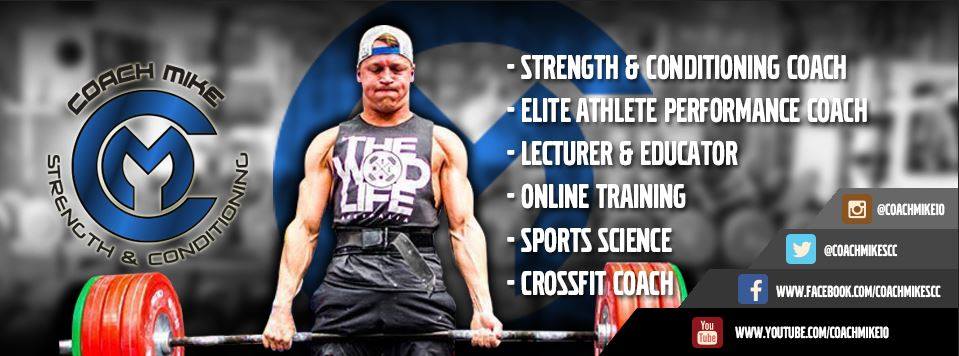 COACH MIKE
CM
STRENGTH & CONDITIONING
THE
WOD
LIFE
- STRENGTH & CONDITIONING COACH
- ELITE ATHLETE PERFORMANCE COACH
- LECTURER & EDUCATOR
- ONLINE TRAINING
- SPORTS SCIENCE
- CROSSFIT COACH
@COACHMIKE10
@COACHMIKESCC
f WWW.FACEBOOK.COM/COACHMIKESCC
You
Tube
WWW.YOUTUBE.COM/COACHMIKE10